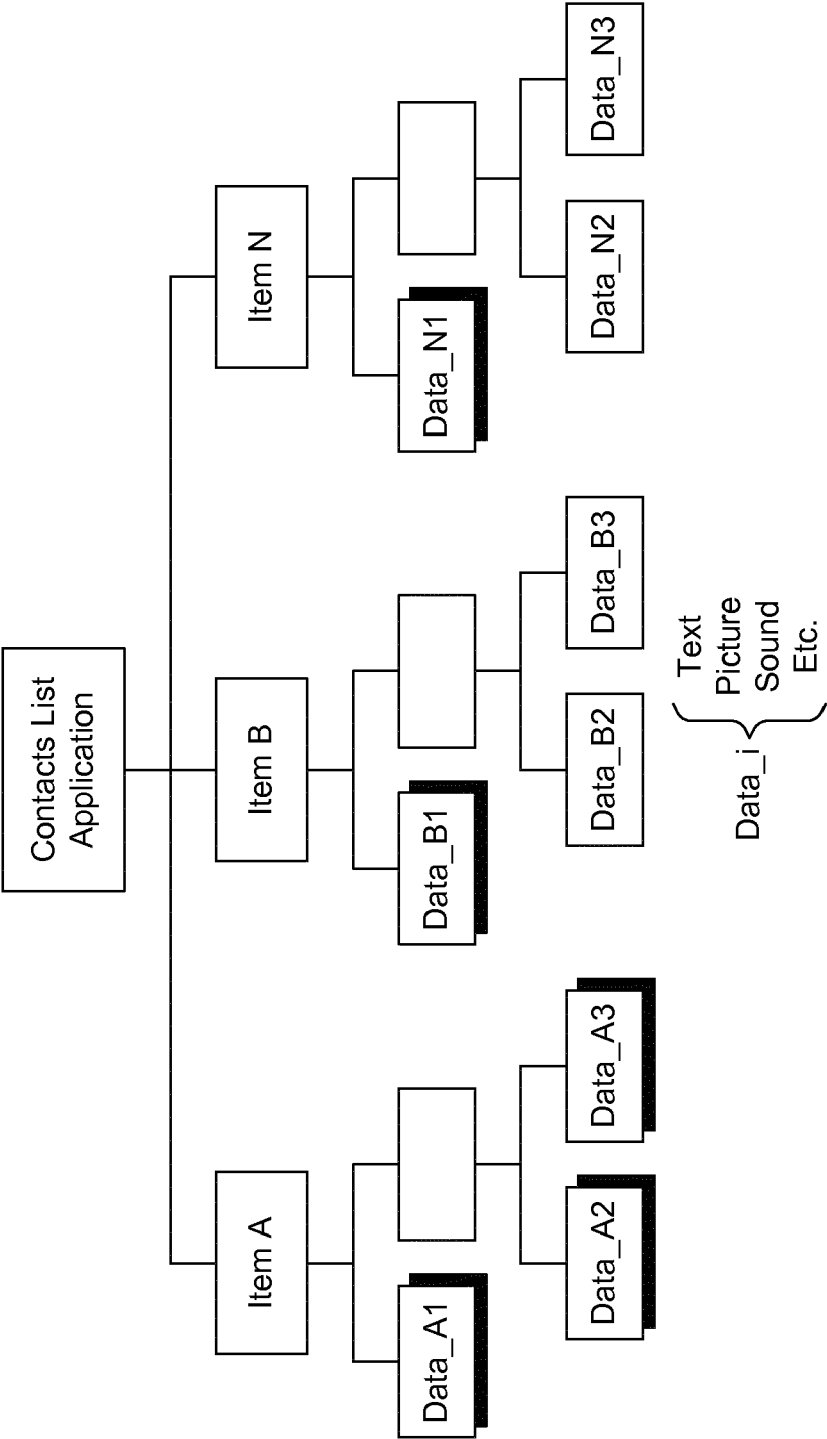 Contacts List
Application
Item A
Item B
Item N
Data_A1
Data_B1
Data_N1
Data_A2
Data_A3
Data_B2
Data_B3
Data_N2
Data_N3
Data_i
Text
Picture
Sound
Etc.